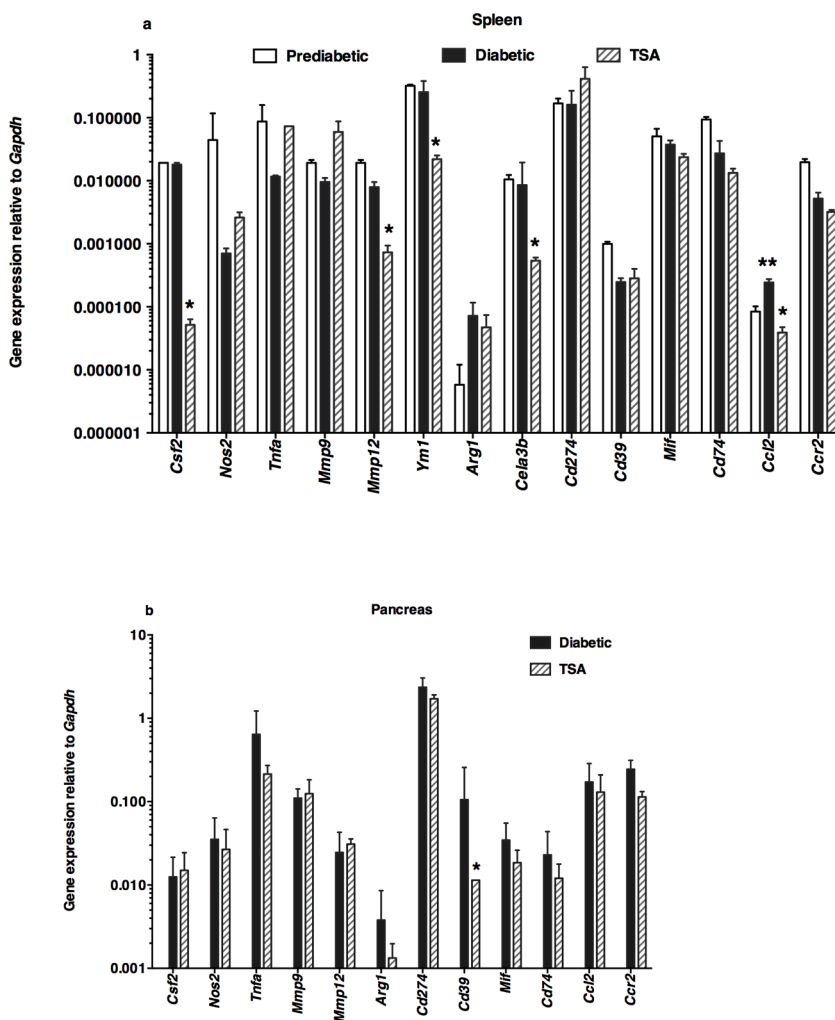 a
Spleen
Prediabetic
Diabetic
TSA
Gene expression relative to Gapdh
1
0.100000
0.010000
0.001000
0.000100
0.000010
0.000001
*
*
*
*
**
*
Csf2
Nos2
Tnfa
Mmp9
Mmp12
Ym1
Arg1
Cela3b
Cd274
Cd39
Mif
Cd74
Ccl2
Ccr2
b
Pancreas
Diabetic
TSA
Gene expression relative to Gapdh
10
1
0.100
0.010
0.001
*
Csf2
Nos2
Tnfa
Mmp9
Mmp12
Arg1
Cd274
Cd39
Mif
Cd74
Ccl2
Ccr2